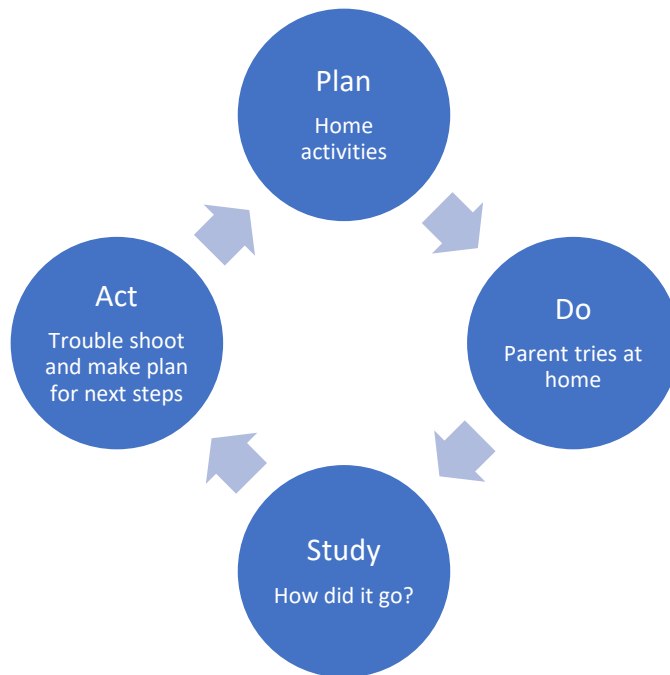 Plan
Home
activities
Do
Parent tries at
home
Study
How did it go?
Act
Trouble shoot
and make plan
for next steps